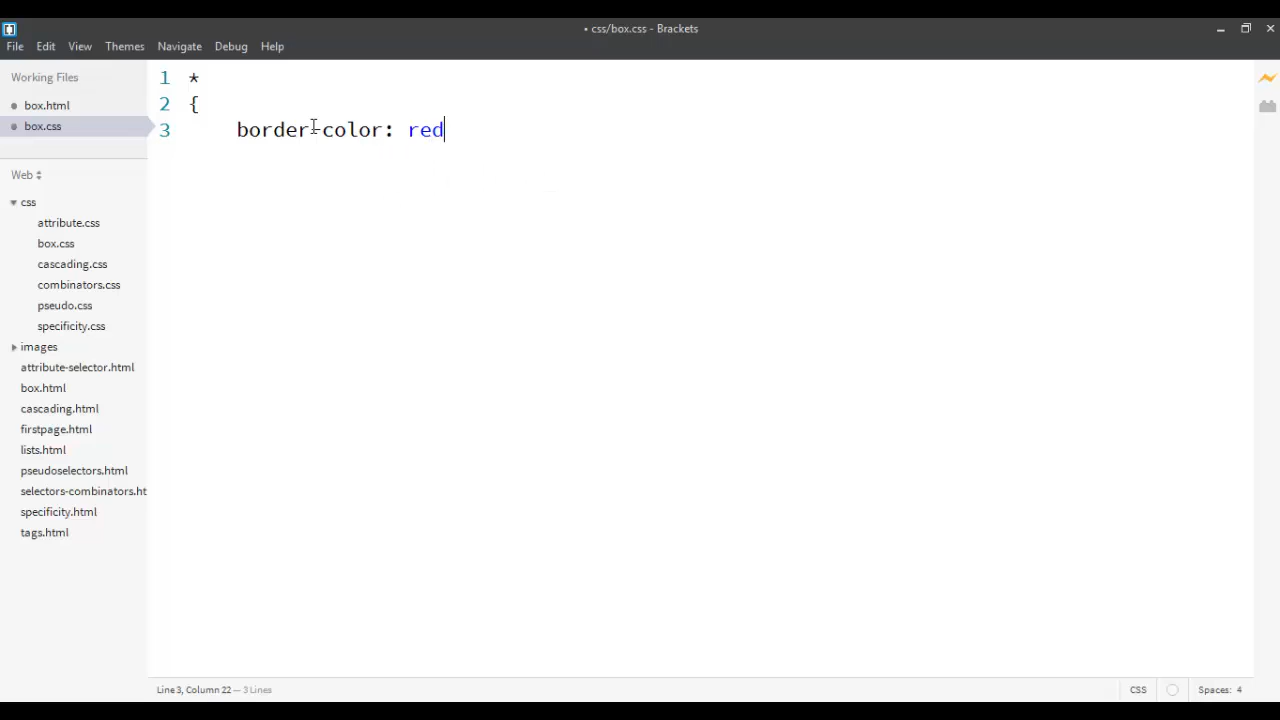 • css/box.css - Brackets
File Edit View Themes Navigate Debug Help
Working Files
box.html
box.css
Web
css
attribute.css
box.css
cascading.css
combinators.css
pseudo.css
specificity.css
images
attribute-selector.html
box.html
cascading.html
firstpage.html
lists.html
pseudoselectors.html
selectors-combinators.ht
specificity.html
tags.html
1 *
2 {
3 border-color: red
Line 3, Column 22 — 3 Lines
CSS
Spaces: 4